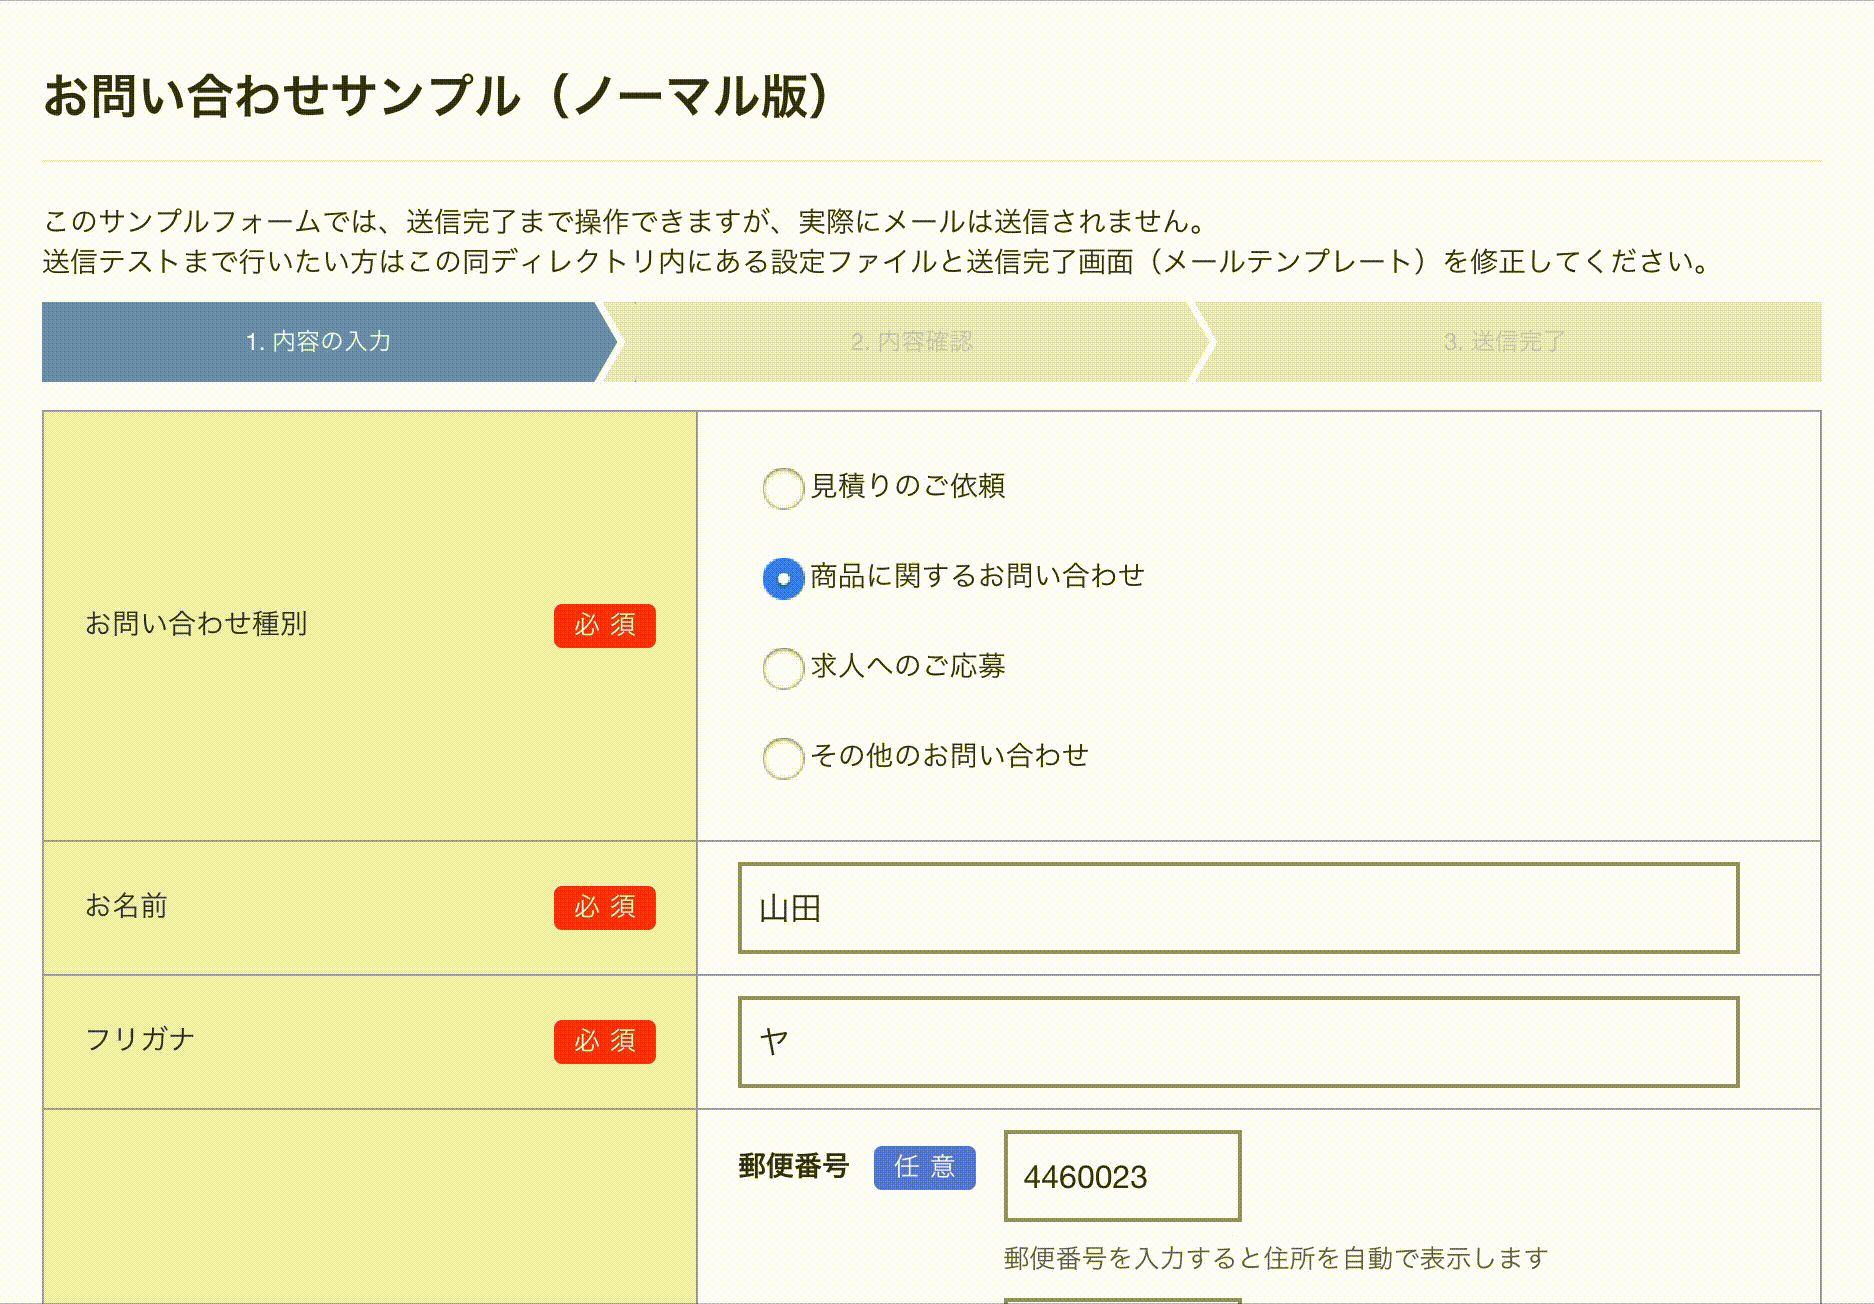 お問い合わせサンプル（ノーマル版）
このサンプルフォームでは、送信完了まで操作できますが、実際にメールは送信されません。
送信テストまで行いたい方はこの同ディレクトリ内にある設定ファイルと送信完了画面（メールテンプレート）を修正してください。
1. 内容の入力
2. 内容確認
3. 送信完了
お問い合わせ種別
必須
見積りのご依頼
商品に関するお問い合わせ
求人へのご応募
その他のお問い合わせ
お名前
必須
山田
フリガナ
必須
ヤ
郵便番号
任意
4460023
郵便番号を入力すると住所を自動で表示します